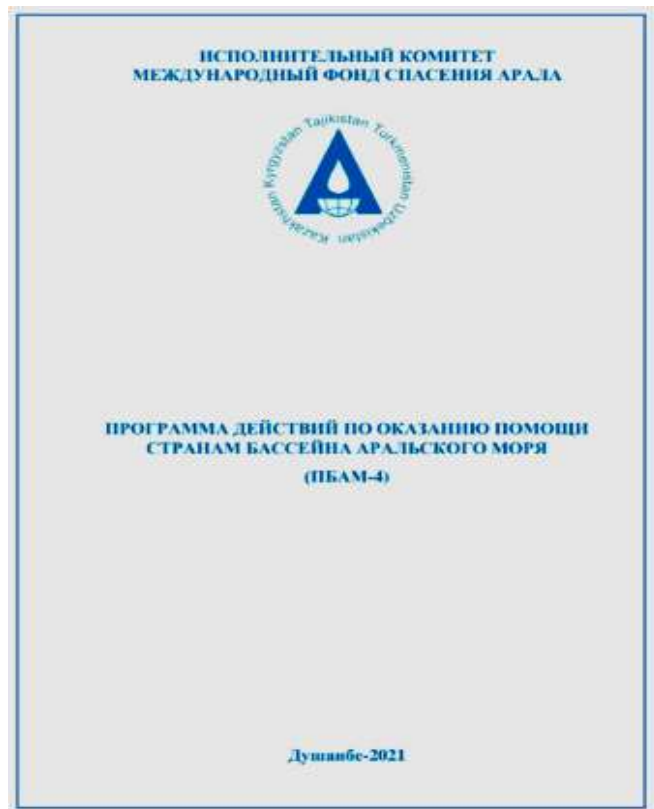 ИСПОЛНИТЕЛЬНЫЙ КОМИТЕТ
МЕЖДУНАРОДНЫЙ ФОНД СПАСЕНИЯ АРАЛА
Kazakhstan Kyrgyzstan Tajikistan Turkmenistan Uzbekistan
ПРОГРАММА ДЕЙСТВИЙ ПО ОКАЗАНИЮ ПОМОЩИ
СТРАНАМ БАССЕЙНА АРАЛЬСКОГО МОРЯ
(ПБАМ-4)
Душанбе-2021